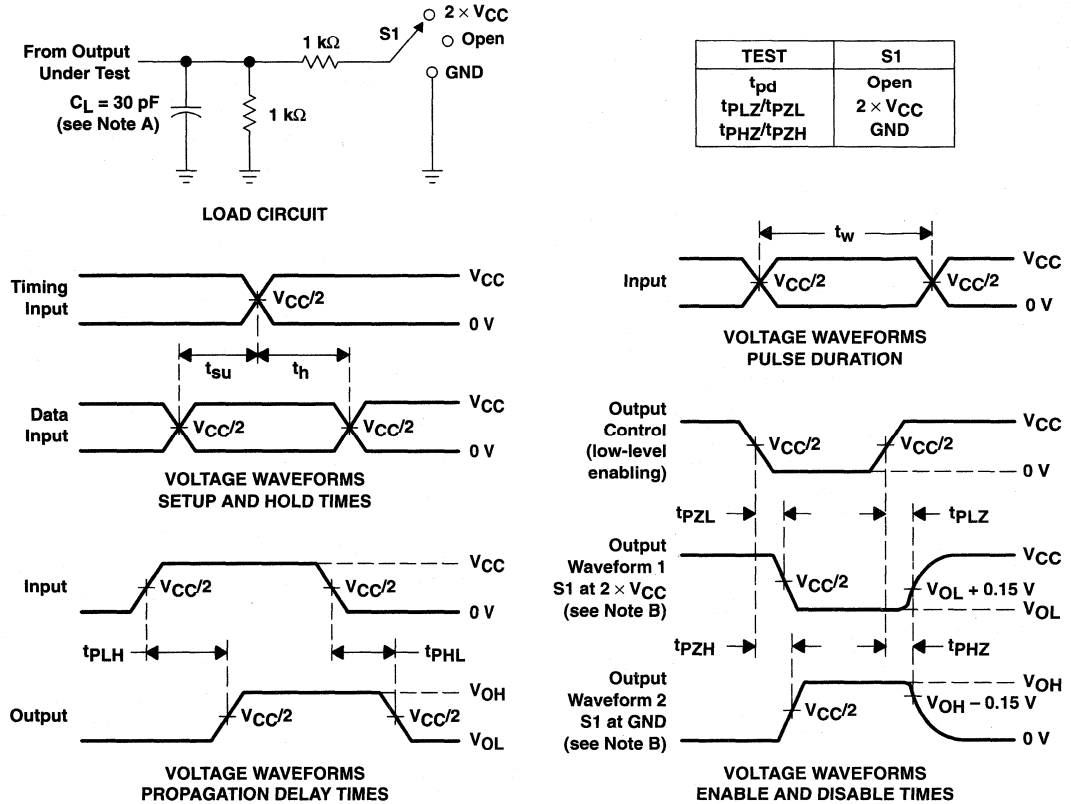 From Output
Under Test
C_L = 30 pF
(see Note A)
1 kΩ
1 kΩ
S1
2 × V_CC
Open
GND
LOAD CIRCUIT
TEST S1
t_pd Open
t_PLZ/t_PZL 2 × V_CC
t_PHZ/t_PZH GND
Timing
Input
V_CC/2
V_CC
0 V
t_su
t_h
Data
Input
V_CC/2
V_CC/2
V_CC
0 V
VOLTAGE WAVEFORMS
SETUP AND HOLD TIMES
t_w
Input
V_CC/2
V_CC/2
V_CC
0 V
VOLTAGE WAVEFORMS
PULSE DURATION
Input
V_CC/2
V_CC/2
V_CC
0 V
t_PLH
t_PHL
Output
V_CC/2
V_CC/2
V_OH
V_OL
VOLTAGE WAVEFORMS
PROPAGATION DELAY TIMES
Output
Control
(low-level
enabling)
V_CC/2
V_CC/2
V_CC
0 V
t_PZL
t_PLZ
Output
Waveform 1
S1 at 2 × V_CC
(see Note B)
V_CC/2
V_CC
V_OL + 0.15 V
V_OL
t_PZH
t_PHZ
Output
Waveform 2
S1 at GND
(see Note B)
V_CC/2
V_OH
V_OH − 0.15 V
0 V
VOLTAGE WAVEFORMS
ENABLE AND DISABLE TIMES